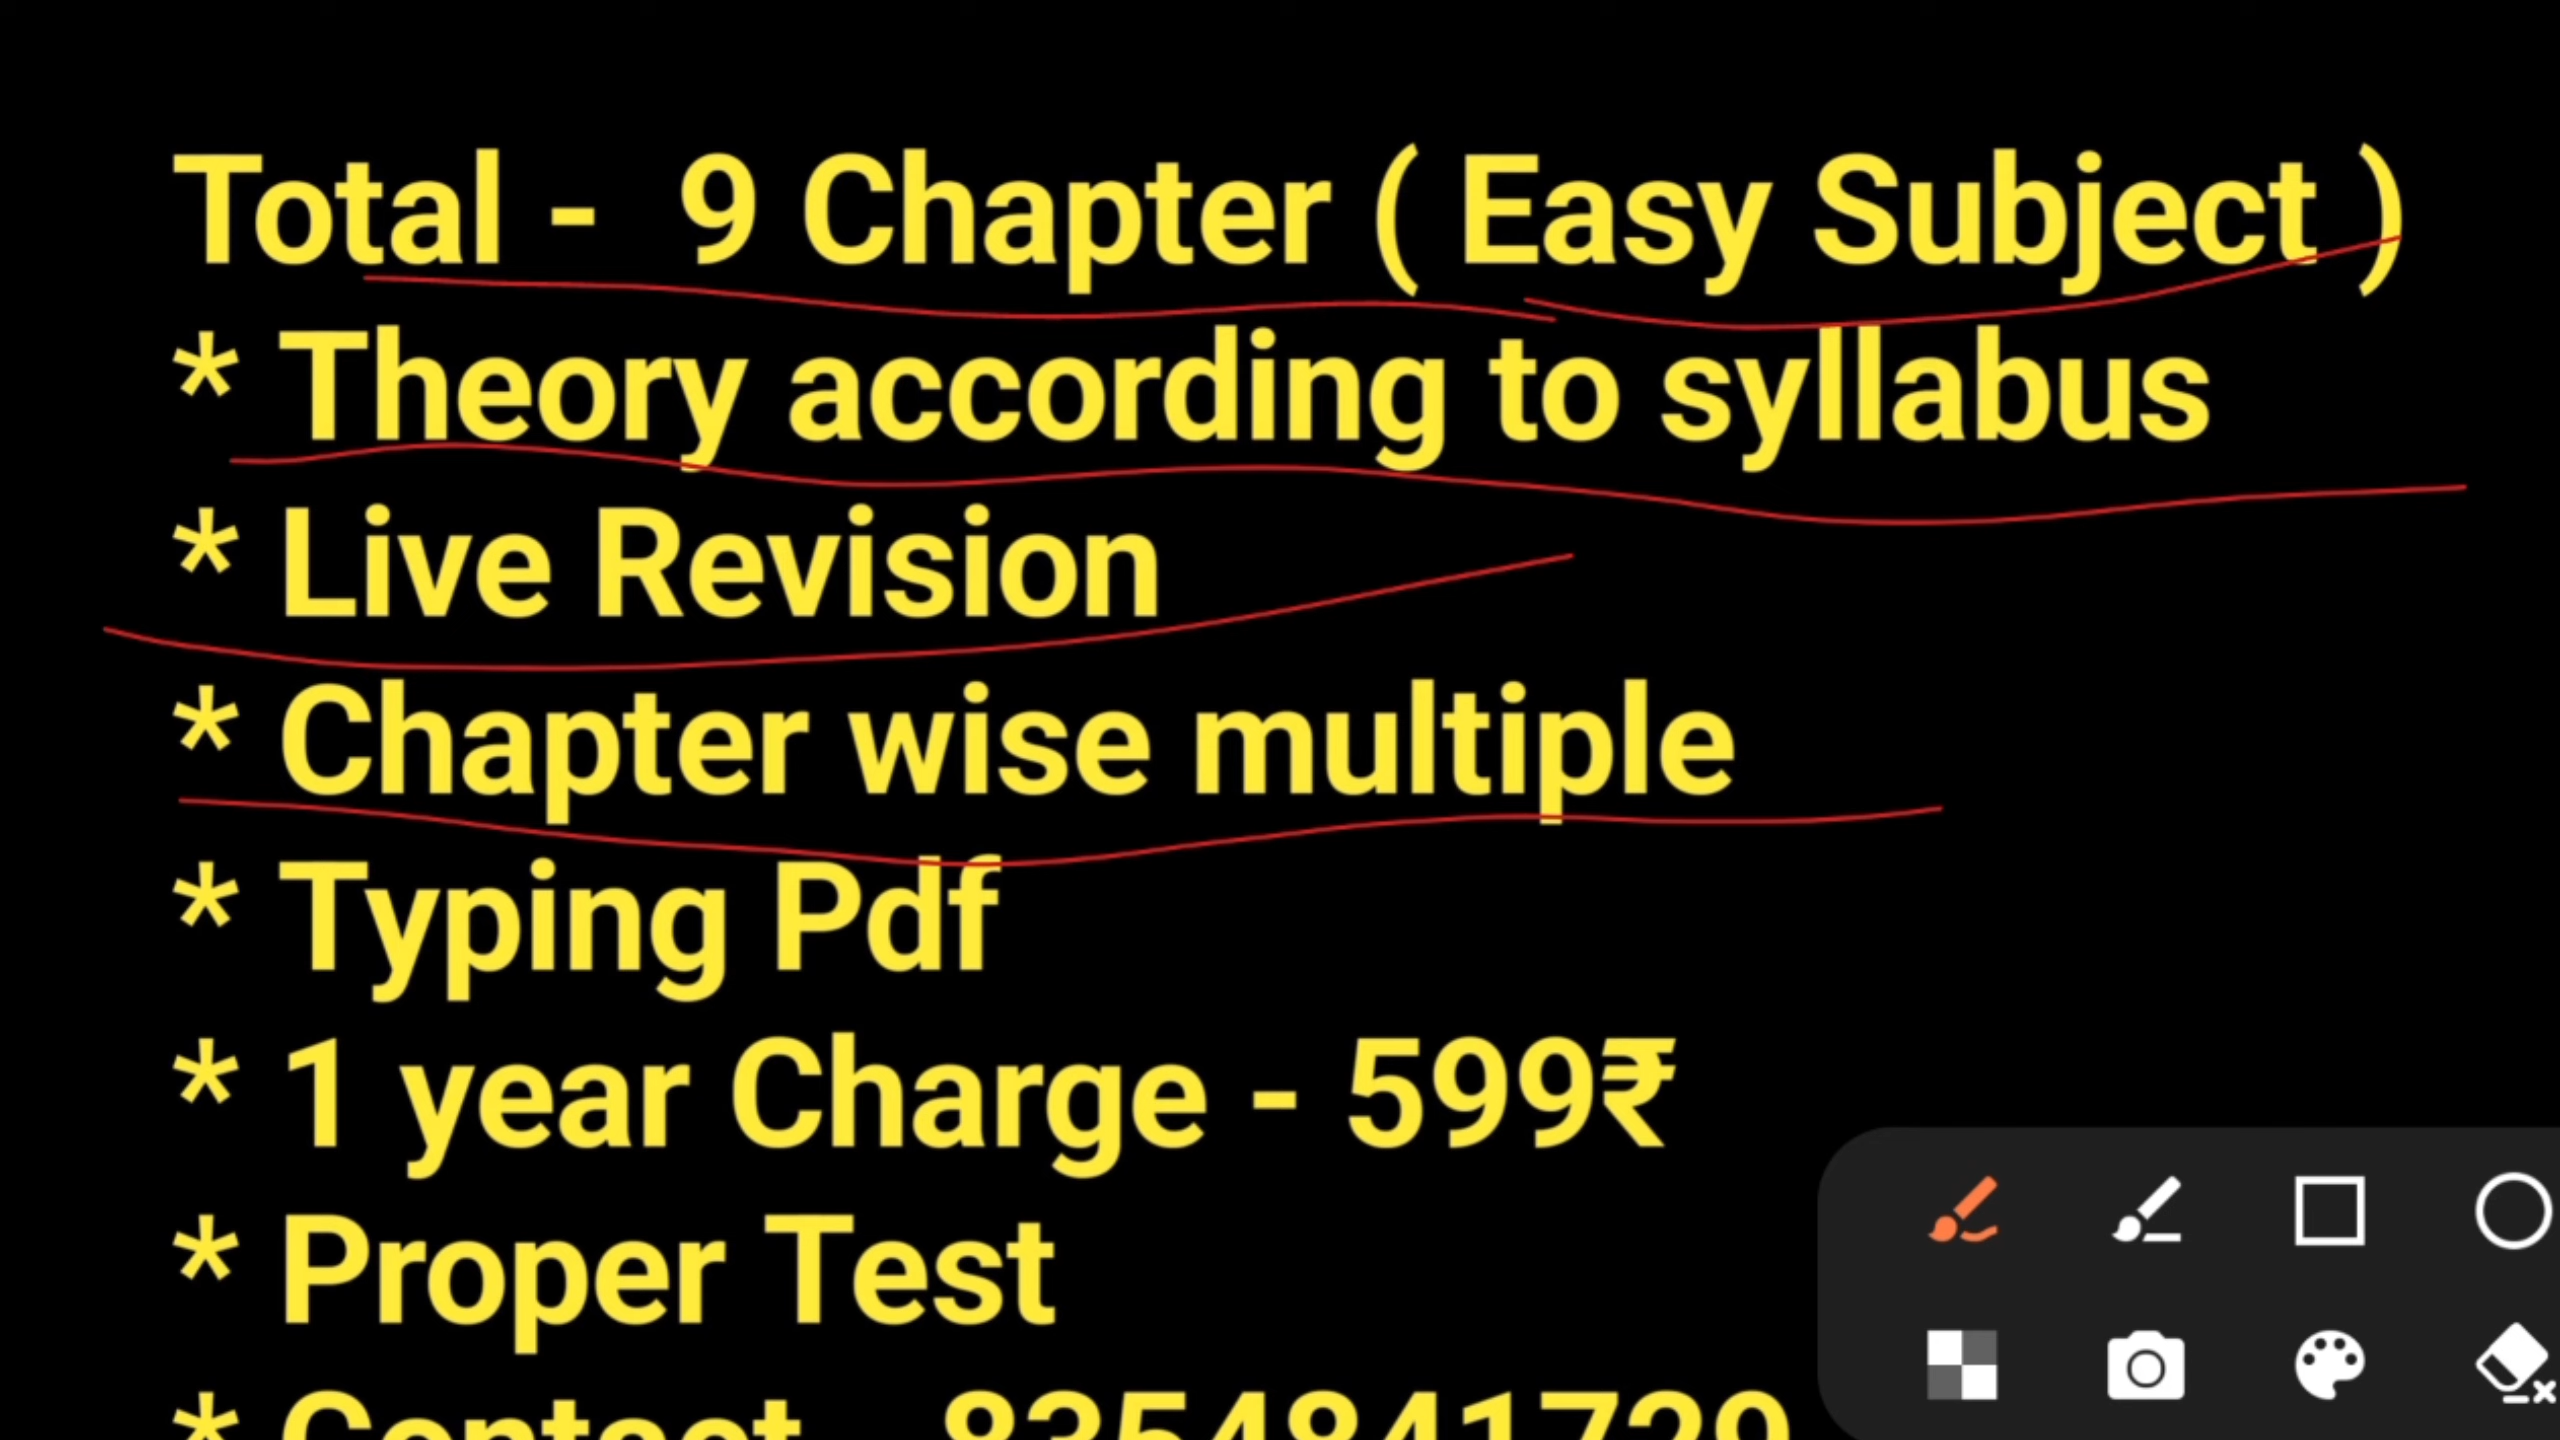 Total - 9 Chapter ( Easy Subject )
* Theory according to syllabus
* Live Revision
* Chapter wise multiple
* Typing Pdf
* 1 year Charge - 599₹
* Proper Test
* Contact